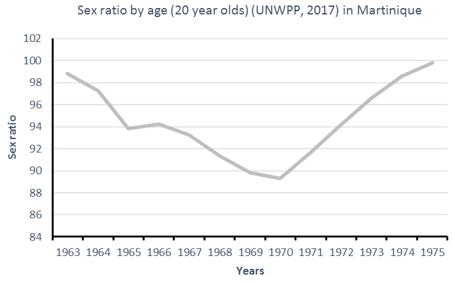 Sex ratio by age (20 year olds) (UNWPP, 2017) in Martinique
102
100
98
96
94
92
90
88
86
84
Sex ratio
1963 1964 1965 1966 1967 1968 1969 1970 1971 1972 1973 1974 1975
Years